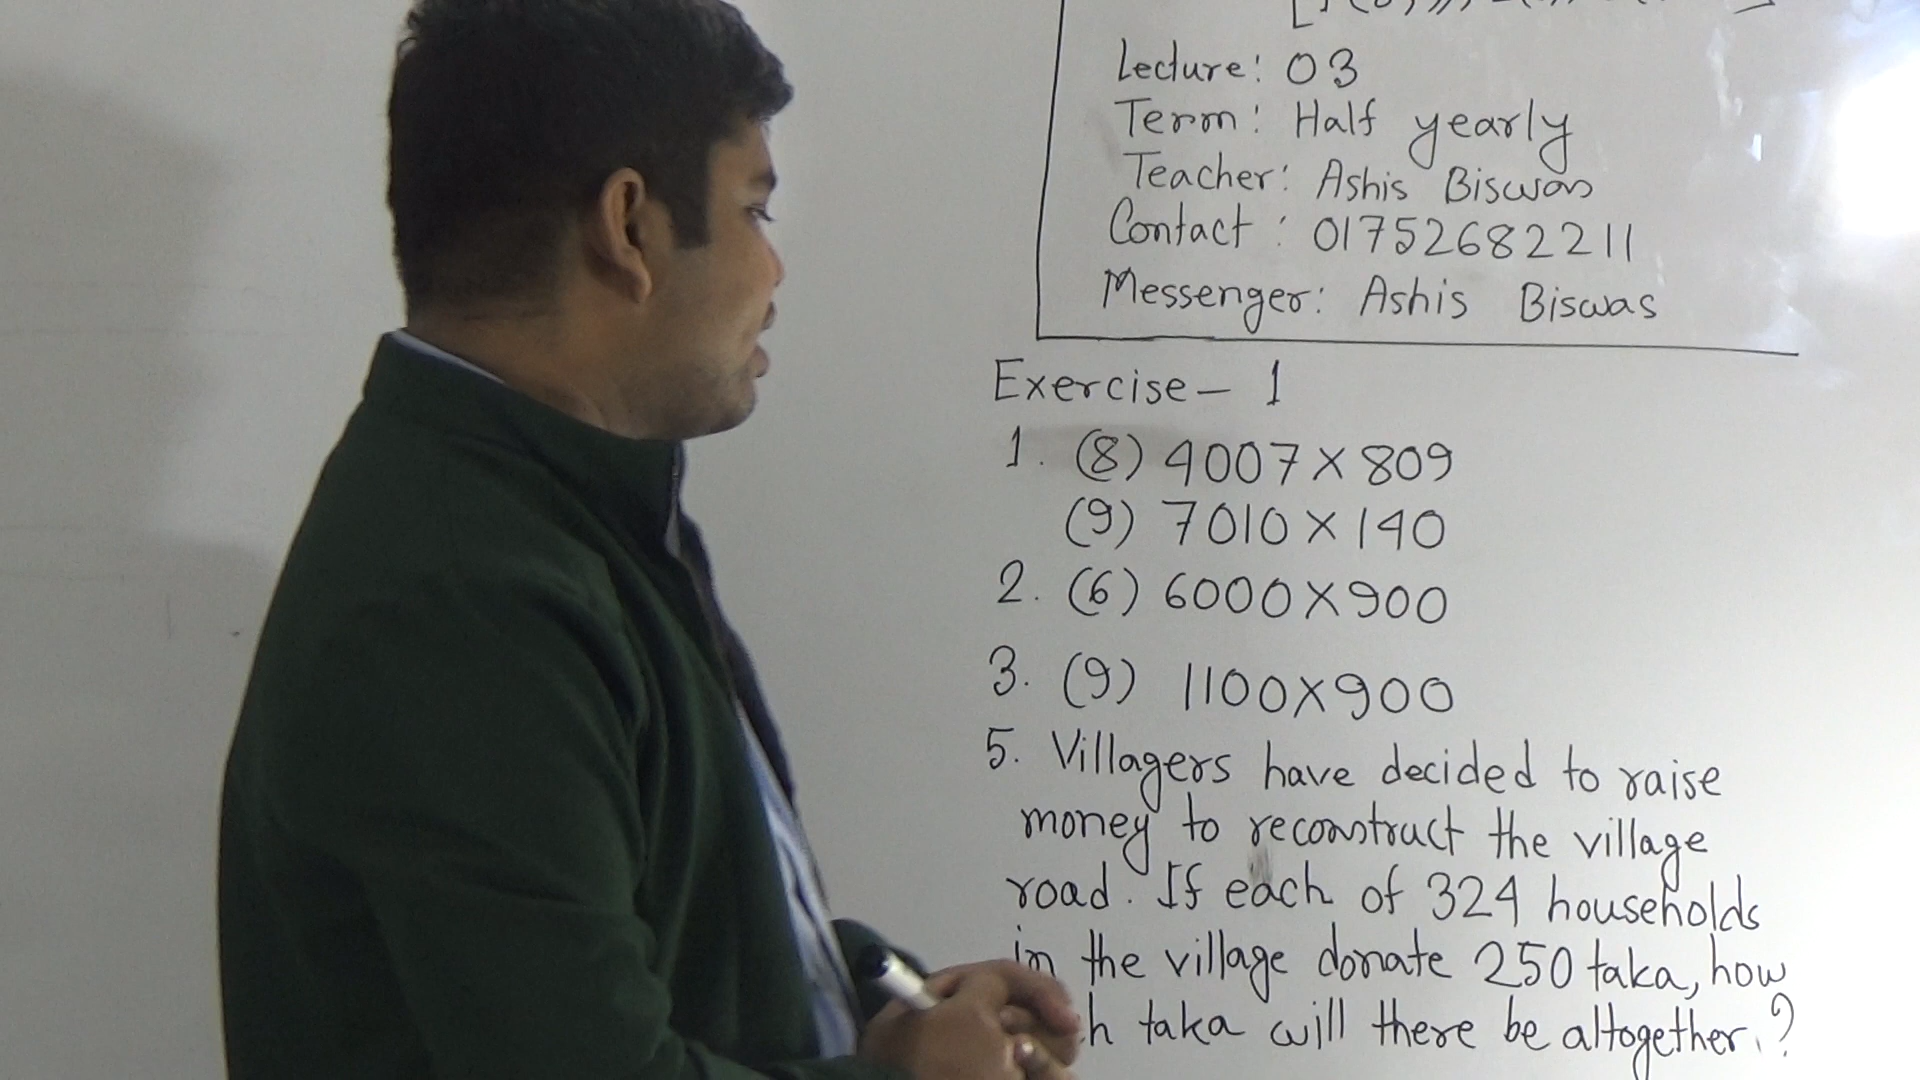 Lecture: 03
Term: Half yearly
Teacher: Ashis Biswas
Contact: 01752682211
Messenger: Ashis Biswas
Exercise- 1
1. (8) 4007×809
(9) 7010×140
2. (6) 6000×900
3. (9) 1100×900
5. Villagers have decided to raise
money to reconstruct the village
road. If each of 324 households
in the village donate 250 taka, how
h taka will there be altogether.?